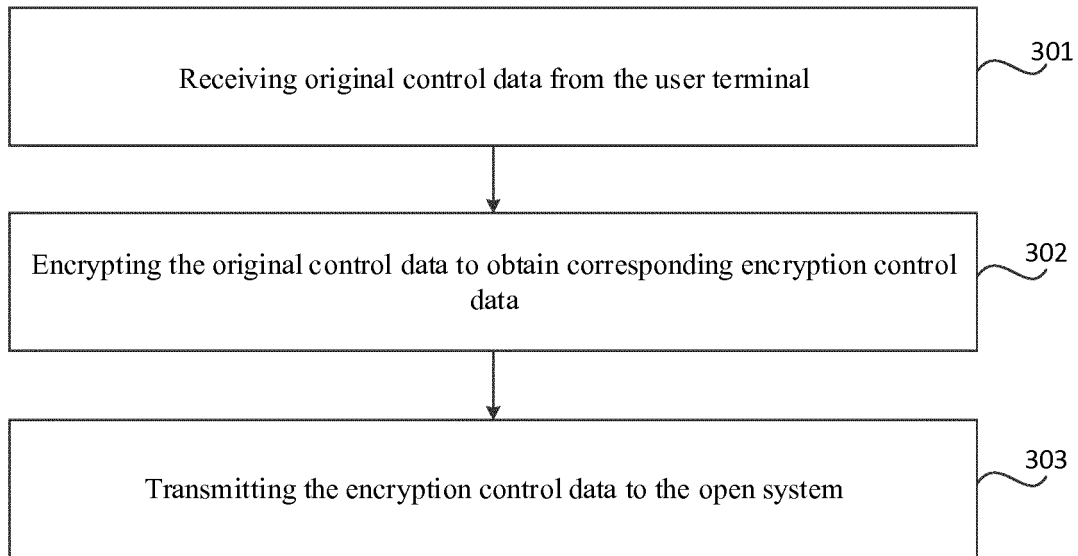 Receiving original control data from the user terminal
301
Encrypting the original control data to obtain corresponding encryption control
data
302
Transmitting the encryption control data to the open system
303